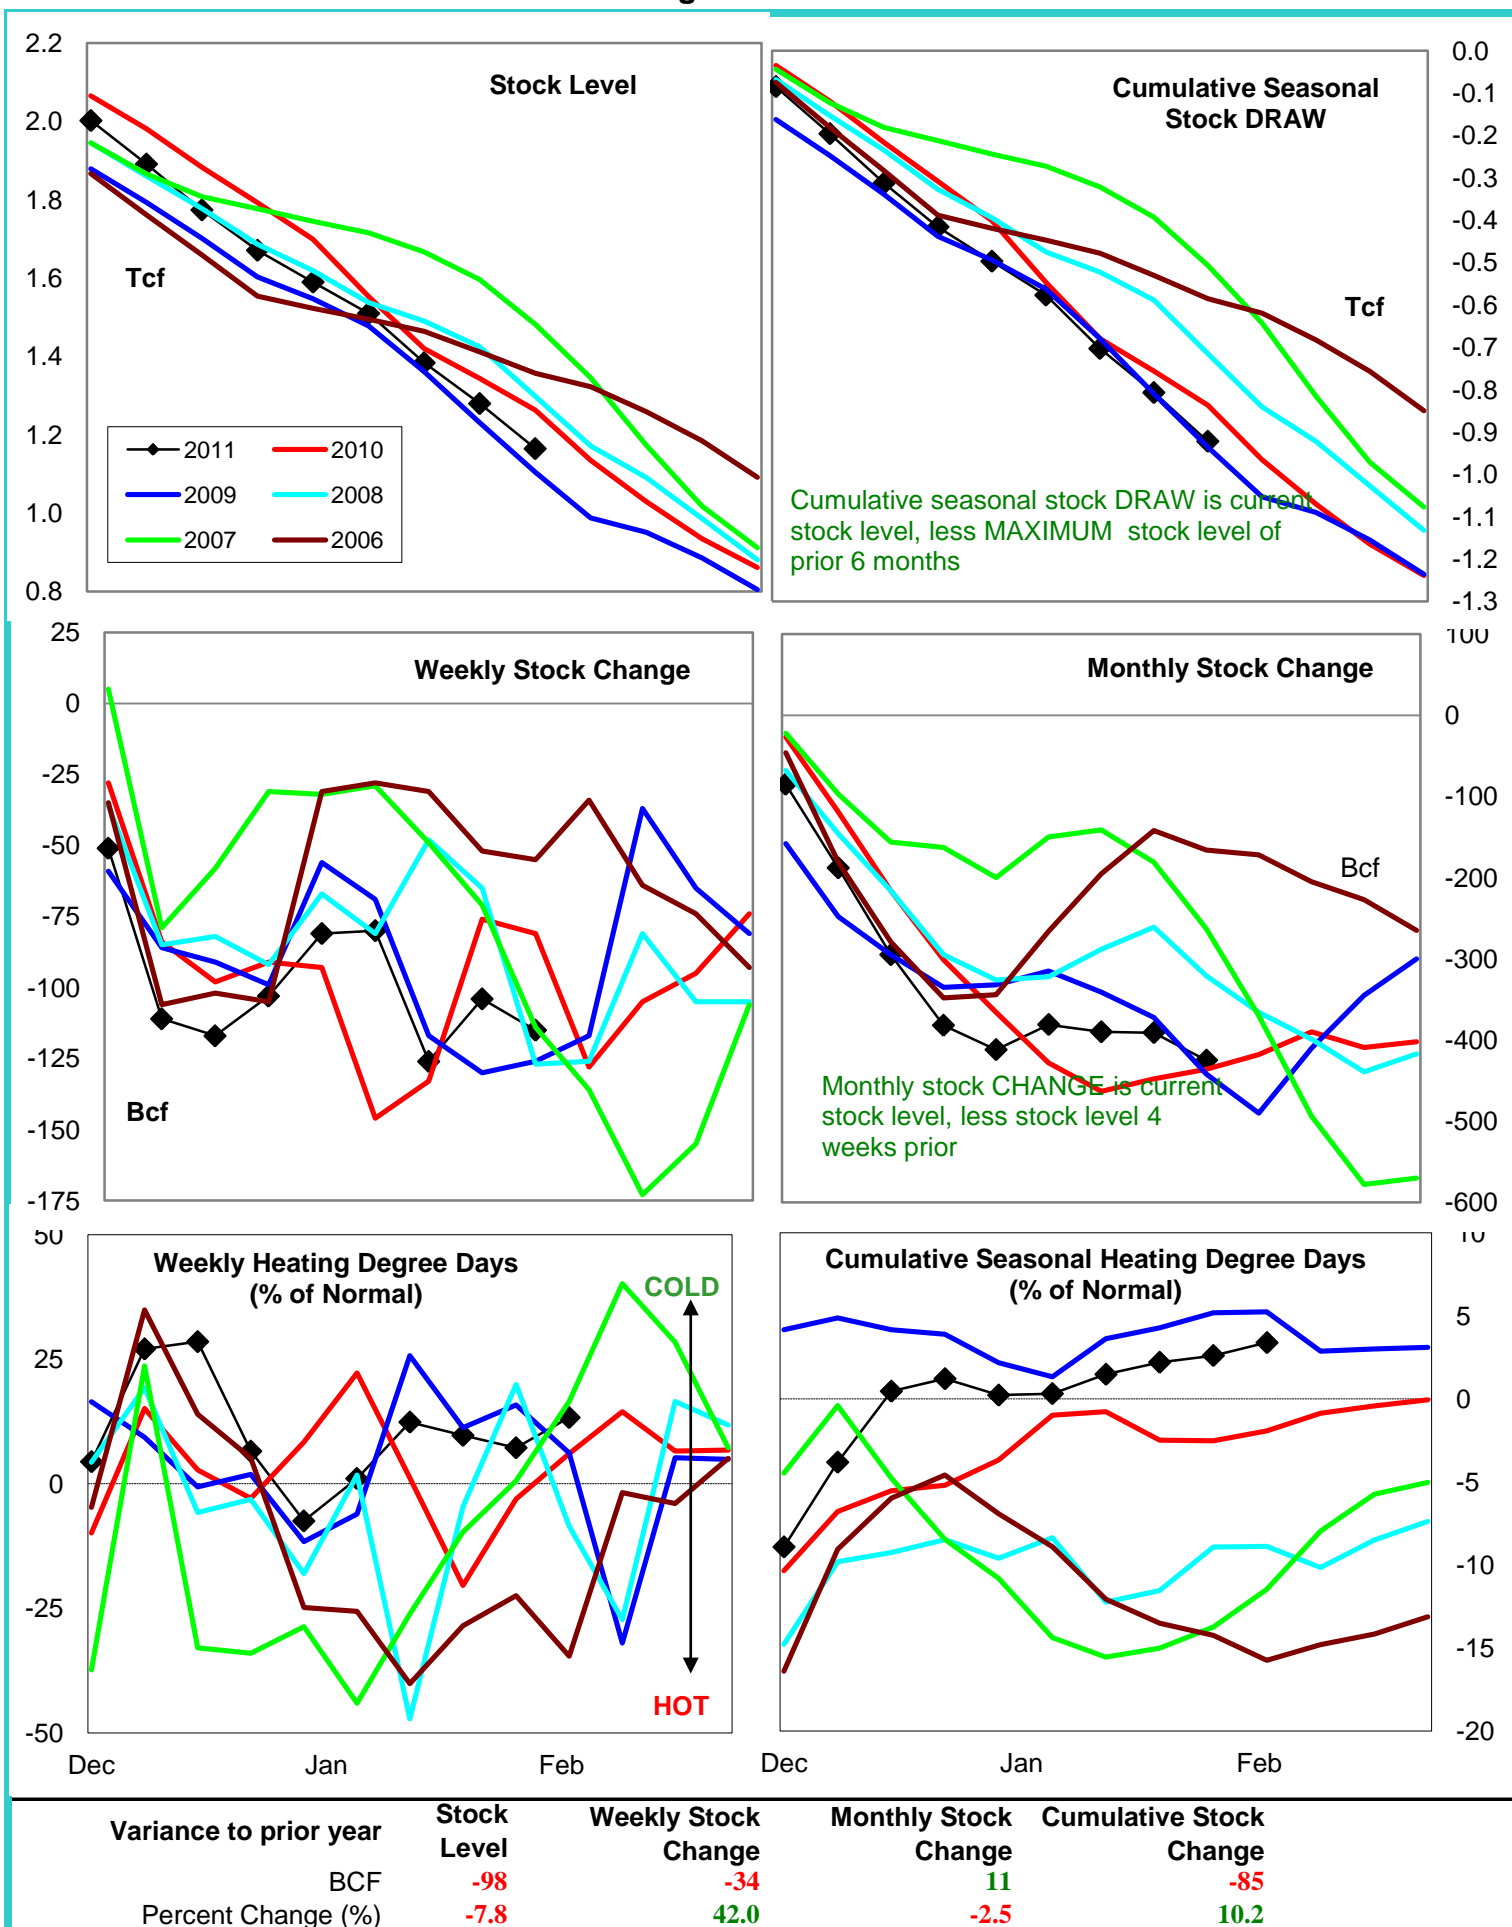 Stock Level
2.2
2.0
1.8
1.6
1.4
1.2
1.0
0.8
Tcf
2011
2010
2009
2008
2007
2006
Cumulative Seasonal
Stock DRAW
0.0
-0.1
-0.2
-0.3
-0.4
-0.5
-0.6
-0.7
-0.8
-0.9
-1.0
-1.1
-1.2
-1.3
Tcf
Cumulative seasonal stock DRAW is current
stock level, less MAXIMUM stock level of
prior 6 months
Weekly Stock Change
25
0
-25
-50
-75
-100
-125
-150
-175
Bcf
Monthly Stock Change
100
0
-100
-200
-300
-400
-500
-600
Bcf
Monthly stock CHANGE is current
stock level, less stock level 4
weeks prior
Weekly Heating Degree Days
(% of Normal)
50
25
0
-25
-50
COLD
HOT
Dec
Jan
Feb
Cumulative Seasonal Heating Degree Days
(% of Normal)
10
5
0
-5
-10
-15
-20
Dec
Jan
Feb
Variance to prior year
Stock Level
Weekly Stock Change
Monthly Stock Change
Cumulative Stock Change
BCF -98 -34 11 -85
Percent Change (%) -7.8 42.0 -2.5 10.2